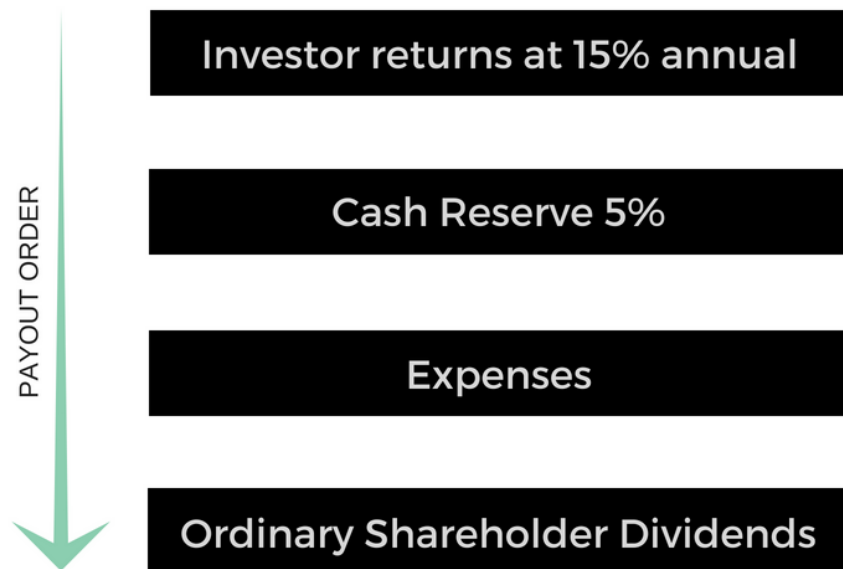 PAYOUT ORDER
Investor returns at 15% annual
Cash Reserve 5%
Expenses
Ordinary Shareholder Dividends